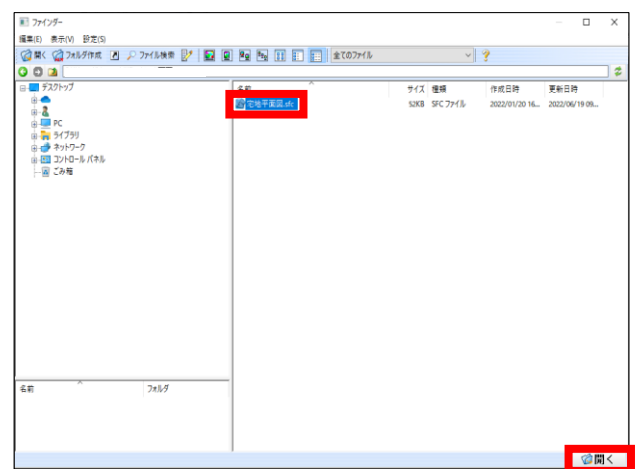 ファインダー
編集(E) 表示(V) 設定(S)
開く フォルダ作成 ファイル検索 全てのファイル
デスクトップ
PC
ライブラリ
ネットワーク
コントロール パネル
ごみ箱
名前 サイズ 種類 作成日時 更新日時
宅地平面図.sfc 52KB SFC ファイル 2022/01/20 16... 2022/06/19 09...
名前 フォルダ
開く